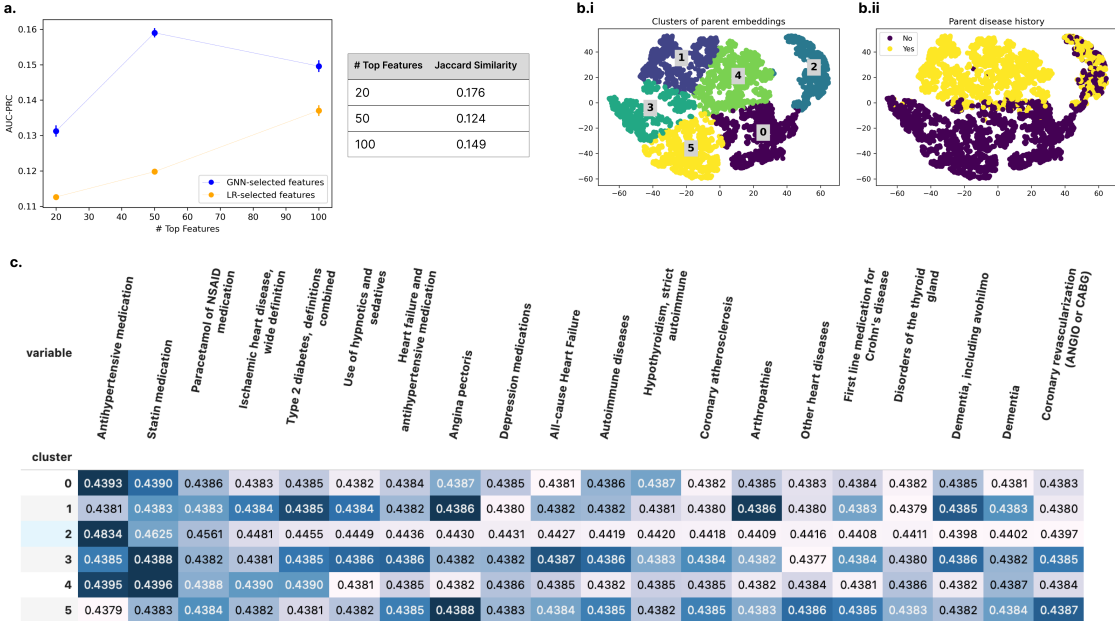 a.
0.16
0.15
0.14
0.13
0.12
0.11
AUC-PRC
20 30 40 50 60 70 80 90 100
# Top Features
GNN-selected features
LR-selected features
# Top Features Jaccard Similarity
20 0.176
50 0.124
100 0.149
b.i
Clusters of parent embeddings
40
20
0
−20
−40
−60
−60 −40 −20 0 20 40 60
1
4
2
3
0
5
b.ii
Parent disease history
No
Yes
40
20
0
−20
−40
−60
−60 −40 −20 0 20 40 60
c.
variable
Antihypertensive medication
Statin medication
Paracetamol of NSAID
medication
Ischaemic heart disease,
wide definition
Type 2 diabetes, definitions
combined
Use of hypnotics and
sedatives
Heart failure and
antihypertensive medication
Angina pectoris
Depression medications
All-cause Heart Failure
Autoimmune diseases
Hypothyroidism, strict
autoimmune
Coronary atherosclerosis
Arthropathies
Other heart diseases
First line medication for
Crohn's disease
Disorders of the thyroid
gland
Dementia, including avohilmo
Dementia
Coronary revascularization
(ANGIO or CABG)
cluster
0 0.4393 0.4390 0.4386 0.4383 0.4385 0.4382 0.4384 0.4387 0.4385 0.4381 0.4386 0.4387 0.4382 0.4385 0.4383 0.4384 0.4382 0.4385 0.4381 0.4383
1 0.4381 0.4383 0.4383 0.4384 0.4385 0.4384 0.4382 0.4386 0.4380 0.4382 0.4382 0.4381 0.4380 0.4386 0.4380 0.4383 0.4379 0.4385 0.4383 0.4380
2 0.4834 0.4625 0.4561 0.4481 0.4455 0.4449 0.4436 0.4430 0.4431 0.4427 0.4419 0.4420 0.4418 0.4409 0.4416 0.4408 0.4411 0.4398 0.4402 0.4397
3 0.4385 0.4388 0.4382 0.4381 0.4385 0.4386 0.4386 0.4382 0.4382 0.4387 0.4386 0.4383 0.4384 0.4382 0.4377 0.4384 0.4380 0.4386 0.4382 0.4385
4 0.4395 0.4396 0.4388 0.4390 0.4390 0.4381 0.4385 0.4382 0.4386 0.4385 0.4382 0.4385 0.4385 0.4382 0.4384 0.4381 0.4386 0.4382 0.4387 0.4384
5 0.4379 0.4383 0.4384 0.4382 0.4381 0.4382 0.4385 0.4388 0.4383 0.4384 0.4385 0.4382 0.4385 0.4383 0.4386 0.4385 0.4383 0.4382 0.4384 0.4387